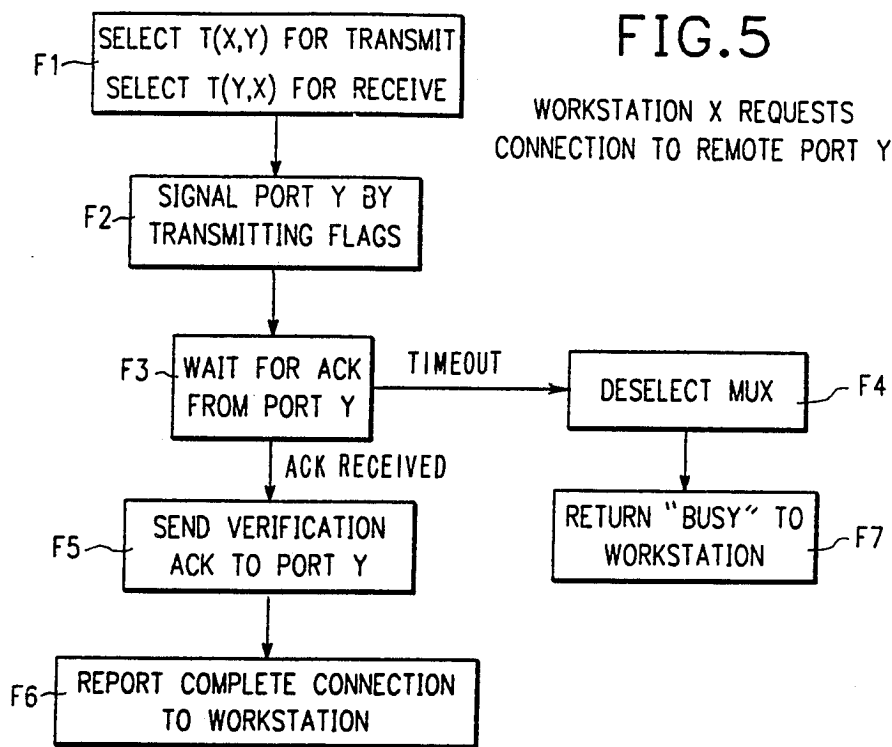 FIG.5
WORKSTATION X REQUESTS
CONNECTION TO REMOTE PORT Y
F1
SELECT T(X,Y) FOR TRANSMIT
SELECT T(Y,X) FOR RECEIVE
F2
SIGNAL PORT Y BY
TRANSMITTING FLAGS
F3
WAIT FOR ACK
FROM PORT Y
TIMEOUT
DESELECT MUX
F4
ACK RECEIVED
F5
SEND VERIFICATION
ACK TO PORT Y
RETURN "BUSY" TO
WORKSTATION
F7
F6
REPORT COMPLETE CONNECTION
TO WORKSTATION